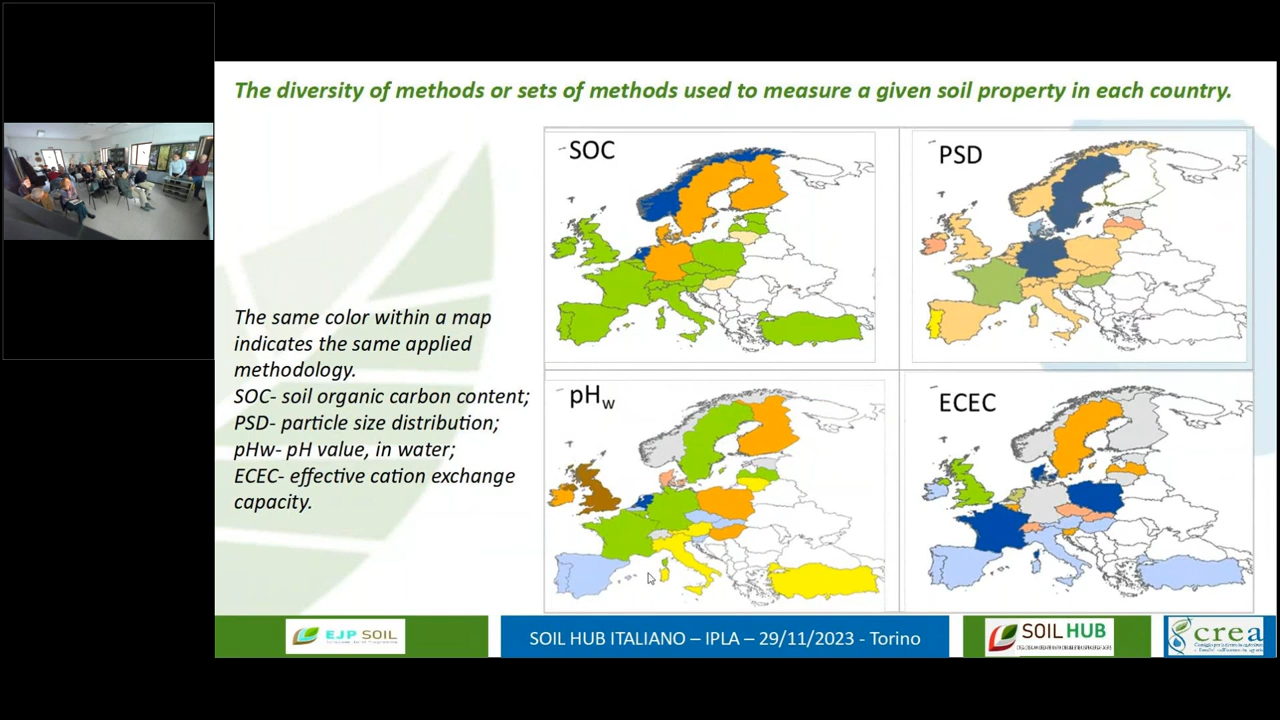 The diversity of methods or sets of methods used to measure a given soil property in each country.
The same color within a map
indicates the same applied
methodology.
SOC- soil organic carbon content;
PSD- particle size distribution;
pHw- pH value, in water;
ECEC- effective cation exchange
capacity.
SOC
PSD
pHw
ECEC
EJP SOIL
SOIL HUB ITALIANO – IPLA – 29/11/2023 - Torino
SOIL HUB
crea